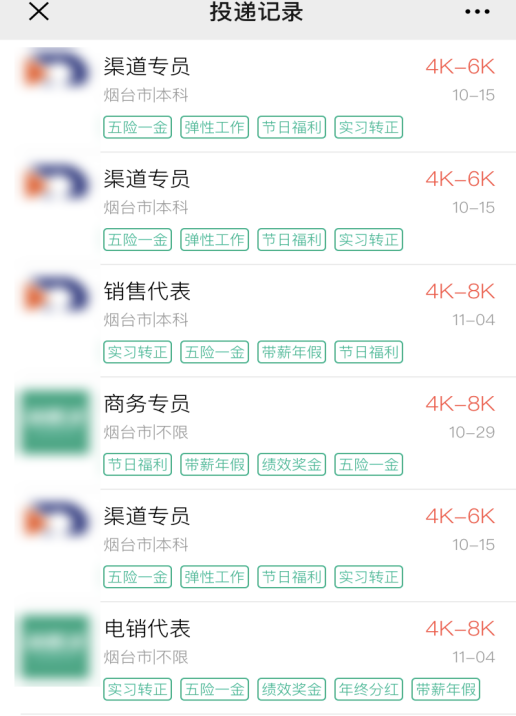 投递记录
渠道专员 4K-6K
烟台市|本科 10-15
五险一金 弹性工作 节日福利 实习转正
渠道专员 4K-6K
烟台市|本科 10-15
五险一金 弹性工作 节日福利 实习转正
销售代表 4K-8K
烟台市|本科 11-04
实习转正 五险一金 带薪年假 节日福利
商务专员 4K-8K
烟台市|不限 10-29
节日福利 带薪年假 绩效奖金 五险一金
渠道专员 4K-6K
烟台市|本科 10-15
五险一金 弹性工作 节日福利 实习转正
电销代表 4K-8K
烟台市|不限 11-04
实习转正 五险一金 绩效奖金 年终分红 带薪年假